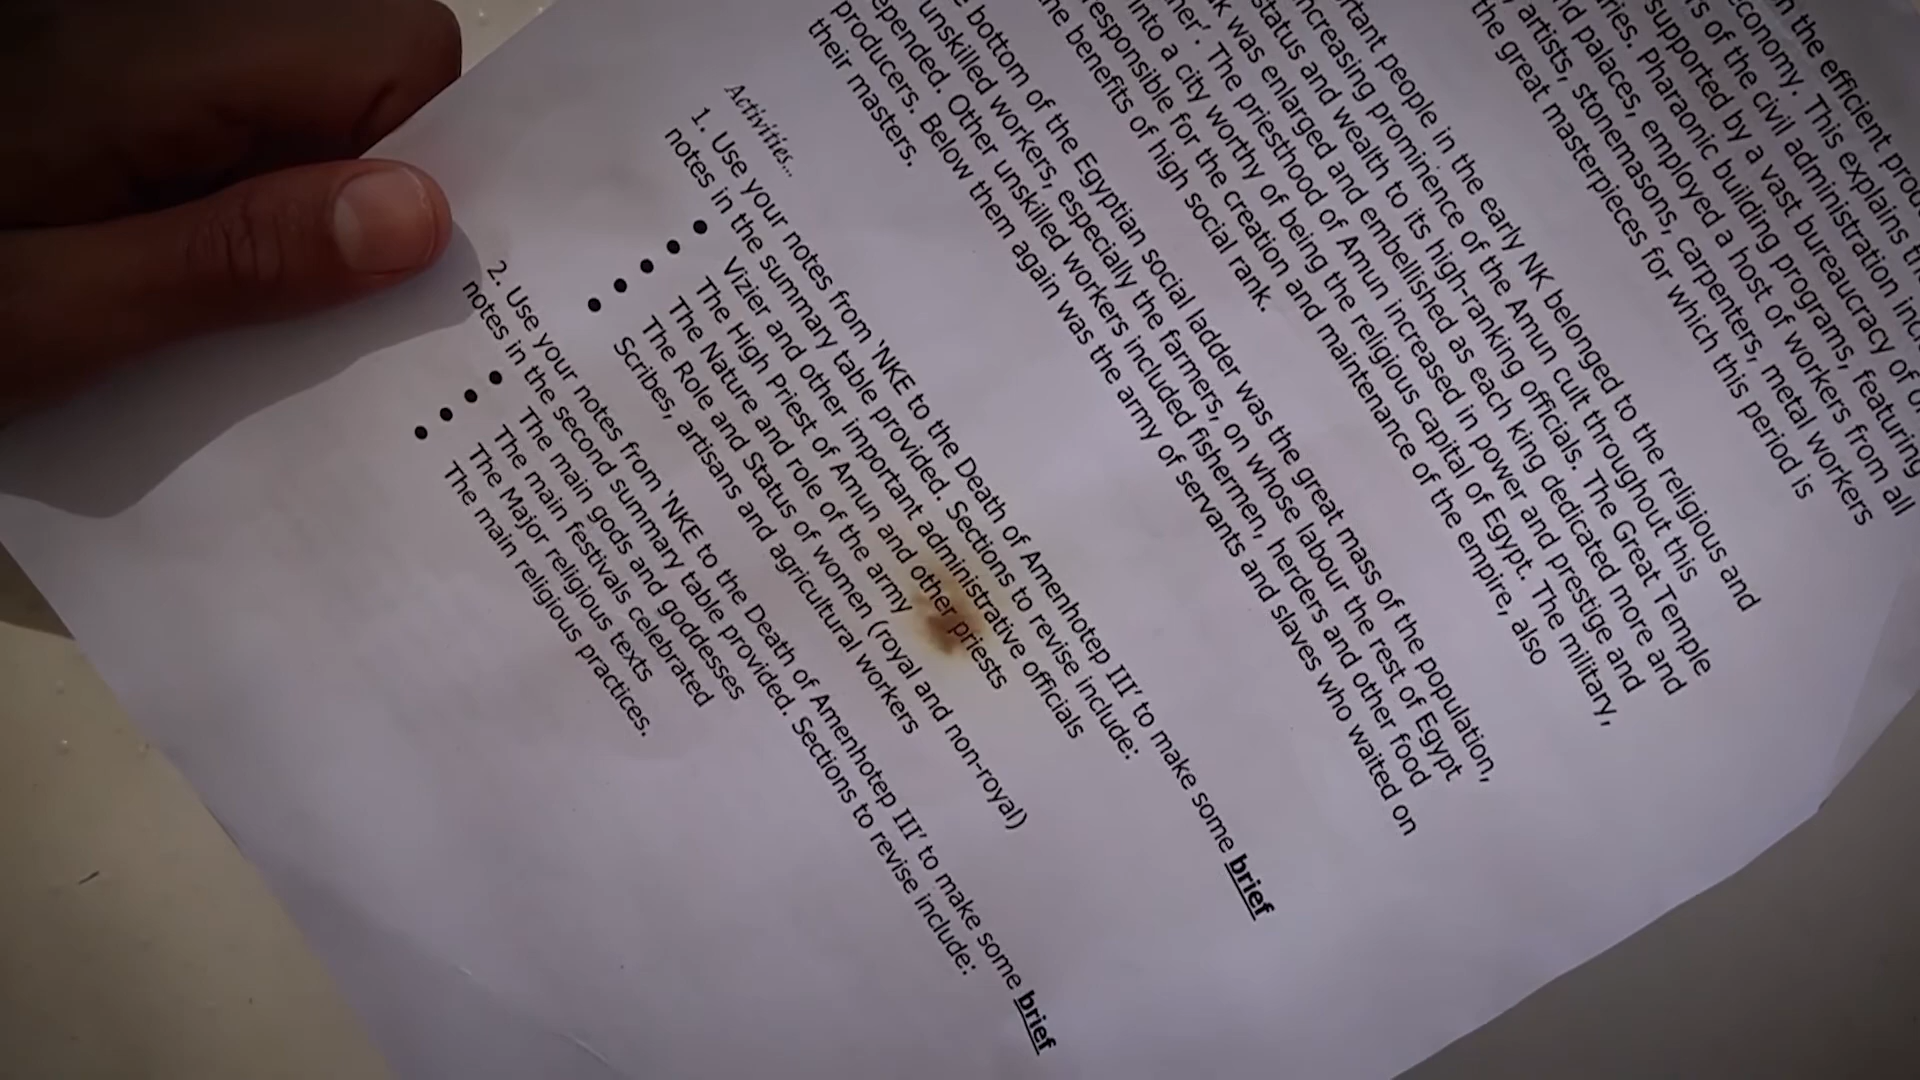 n the efficient prod
economy. This explains th
rs of the civil administration incl
supported by a vast bureaucracy of of
ries. Pharaonic building programs, featuring
nd palaces, employed a host of workers from all
artists, stonemasons, carpenters, metal workers
the great masterpieces for which this period is
rtant people in the early NK belonged to the religious and
ncreasing prominence of the Amun cult throughout this
status and wealth to its high-ranking officials. The Great Temple
k was enlarged and embellished as each king dedicated more and
her'. The priesthood of Amun increased in power and prestige and
into a city worthy of being the religious capital of Egypt. The military,
responsible for the creation and maintenance of the empire, also
he benefits of high social rank.
e bottom of the Egyptian social ladder was the great mass of the population,
unskilled workers, especially the farmers, on whose labour the rest of Egypt
epended. Other unskilled workers included fishermen, herders and other food
producers. Below them again was the army of servants and slaves who waited on
their masters.
Activities...
1. Use your notes from 'NKE to the Death of Amenhotep III' to make some brief
notes in the summary table provided. Sections to revise include:
• Vizier and other important administrative officials
• The High Priest of Amun and other priests
• The Nature and role of the army
• The Role and Status of women (royal and non-royal)
• Scribes, artisans and agricultural workers
2. Use your notes from 'NKE to the Death of Amenhotep III' to make some brief
notes in the second summary table provided. Sections to revise include:
• The main gods and goddesses
• The main festivals celebrated
• The Major religious texts
• The main religious practices.